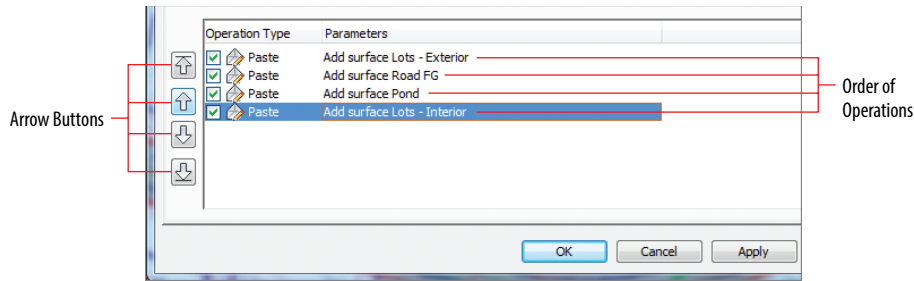 Operation Type Parameters
Paste Add surface Lots - Exterior
Paste Add surface Road FG
Paste Add surface Pond
Paste Add surface Lots - Interior
Arrow Buttons
Order of
Operations
OK Cancel Apply